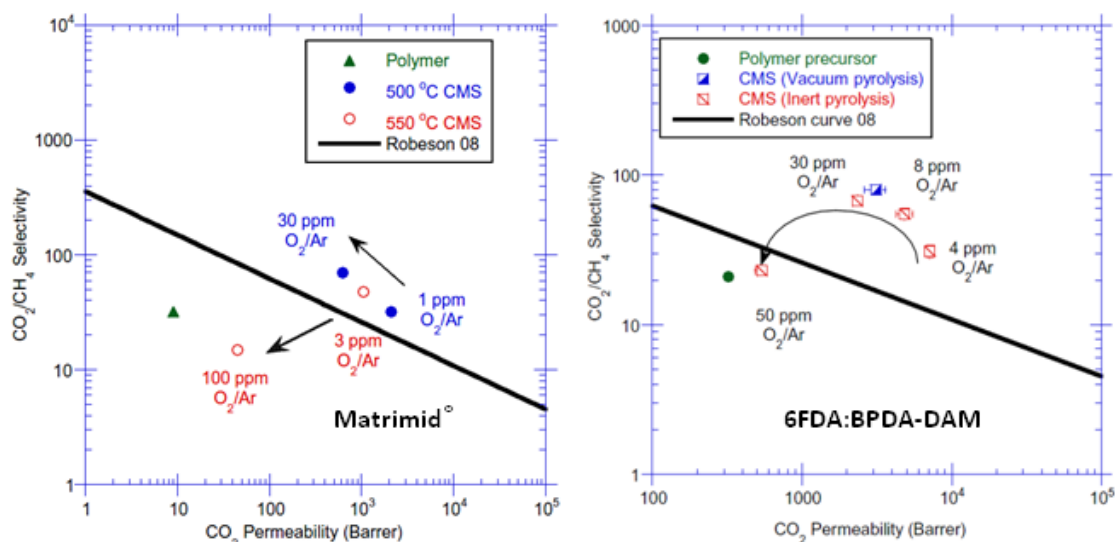 10⁴
1000
100
10
1
CO₂/CH₄ Selectivity
Polymer
500 °C CMS
550 °C CMS
Robeson 08
30 ppm
O₂/Ar
1 ppm
O₂/Ar
3 ppm
O₂/Ar
100 ppm
O₂/Ar
Matrimid°
1 10 100 10³ 10⁴ 10⁵
CO₂ Permeability (Barrer)
1000
100
10
1
CO₂/CH₄ Selectivity
Polymer precursor
CMS (Vacuum pyrolysis)
CMS (Inert pyrolysis)
Robeson curve 08
30 ppm
O₂/Ar
8 ppm
O₂/Ar
4 ppm
O₂/Ar
50 ppm
O₂/Ar
6FDA:BPDA-DAM
100 1000 10⁴ 10⁵
CO₂ Permeability (Barrer)